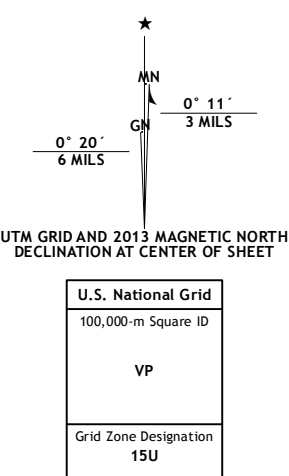 ★
MN
0° 11´
3 MILS
GN
0° 20´
6 MILS
UTM GRID AND 2013 MAGNETIC NORTH
DECLINATION AT CENTER OF SHEET
U.S. National Grid
100,000-m Square ID
VP
Grid Zone Designation
15U